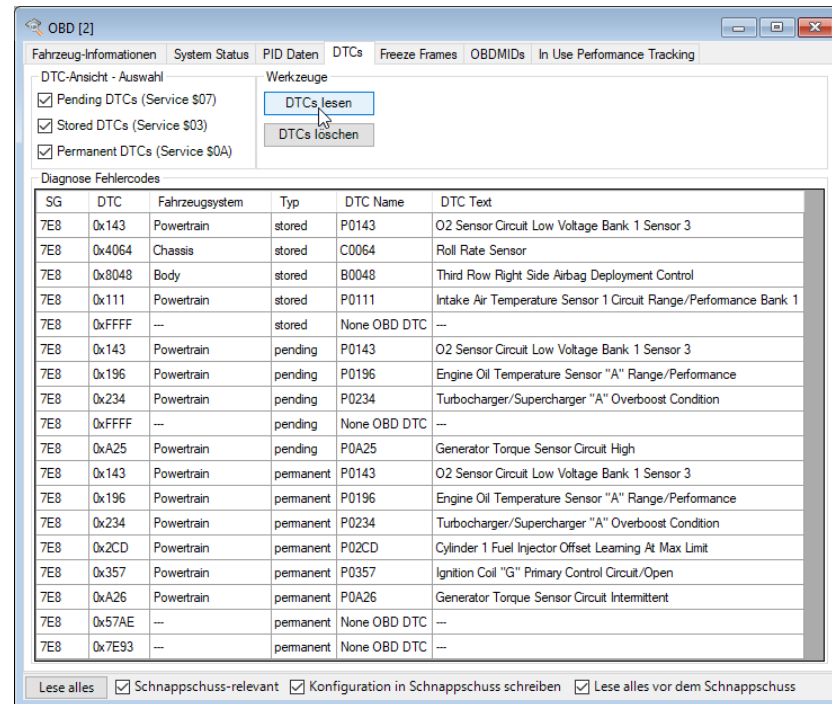 OBD [2]
Fahrzeug-Informationen System Status PID Daten DTCs Freeze Frames OBDMIDs In Use Performance Tracking
DTC-Ansicht - Auswahl
Pending DTCs (Service $07)
Stored DTCs (Service $03)
Permanent DTCs (Service $0A)
Werkzeuge
DTCs lesen
DTCs löschen
Diagnose Fehlercodes
SG DTC Fahrzeugsystem Typ DTC Name DTC Text
7E8 0x143 Powertrain stored P0143 O2 Sensor Circuit Low Voltage Bank 1 Sensor 3
7E8 0x4064 Chassis stored C0064 Roll Rate Sensor
7E8 0x8048 Body stored B0048 Third Row Right Side Airbag Deployment Control
7E8 0x111 Powertrain stored P0111 Intake Air Temperature Sensor 1 Circuit Range/Performance Bank 1
7E8 0xFFFF --- stored None OBD DTC ---
7E8 0x143 Powertrain pending P0143 O2 Sensor Circuit Low Voltage Bank 1 Sensor 3
7E8 0x196 Powertrain pending P0196 Engine Oil Temperature Sensor "A" Range/Performance
7E8 0x234 Powertrain pending P0234 Turbocharger/Supercharger "A" Overboost Condition
7E8 0xFFFF --- pending None OBD DTC ---
7E8 0xA25 Powertrain pending P0A25 Generator Torque Sensor Circuit High
7E8 0x143 Powertrain permanent P0143 O2 Sensor Circuit Low Voltage Bank 1 Sensor 3
7E8 0x196 Powertrain permanent P0196 Engine Oil Temperature Sensor "A" Range/Performance
7E8 0x234 Powertrain permanent P0234 Turbocharger/Supercharger "A" Overboost Condition
7E8 0x2CD Powertrain permanent P02CD Cylinder 1 Fuel Injector Offset Learning At Max Limit
7E8 0x357 Powertrain permanent P0357 Ignition Coil "G" Primary Control Circuit/Open
7E8 0xA26 Powertrain permanent P0A26 Generator Torque Sensor Circuit Intermittent
7E8 0x57AE --- permanent None OBD DTC ---
7E8 0x7E93 --- permanent None OBD DTC ---
Lese alles Schnappschuss-relevant Konfiguration in Schnappschuss schreiben Lese alles vor dem Schnappschuss